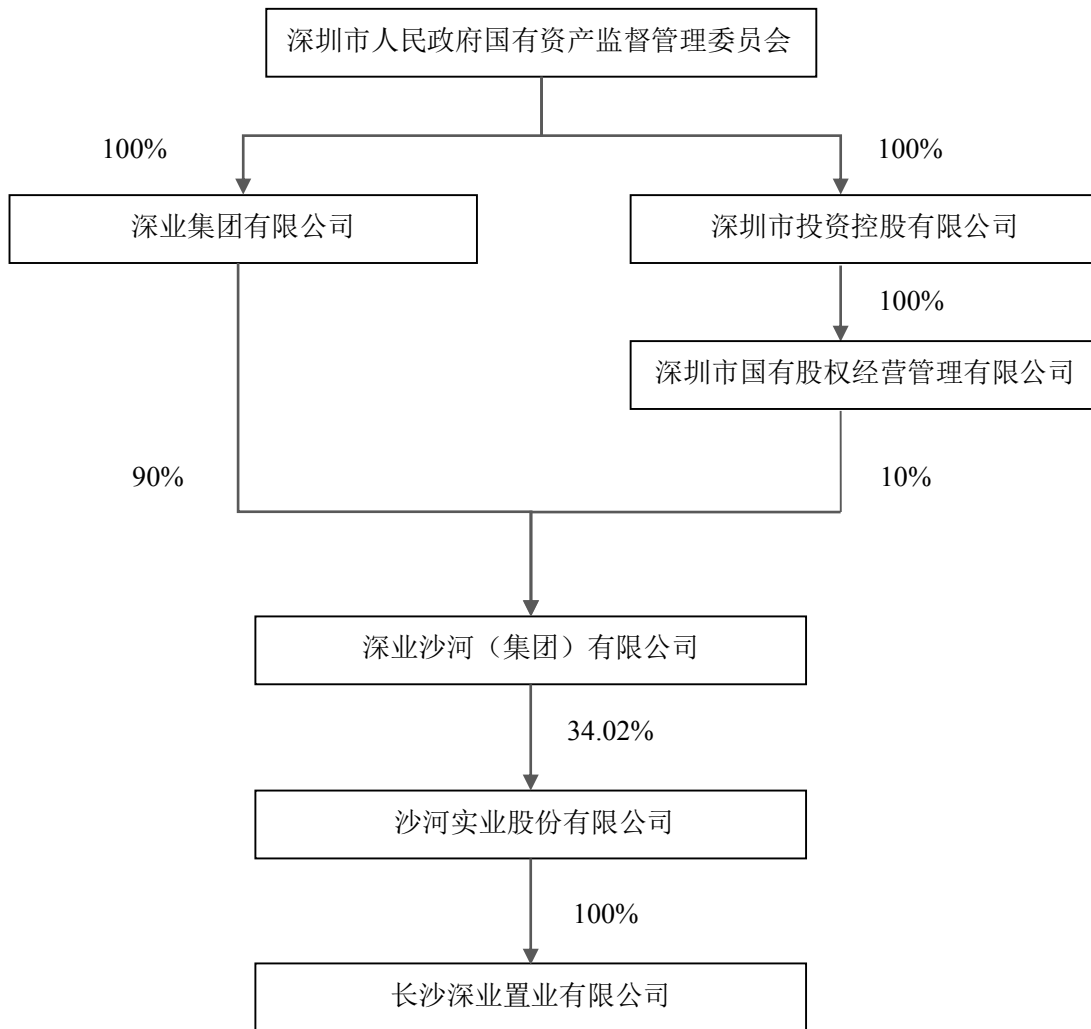 深圳市人民政府国有资产监督管理委员会
100%
100%
深业集团有限公司
深圳市投资控股有限公司
100%
深圳市国有股权经营管理有限公司
90%
10%
深业沙河（集团）有限公司
34.02%
沙河实业股份有限公司
100%
长沙深业置业有限公司